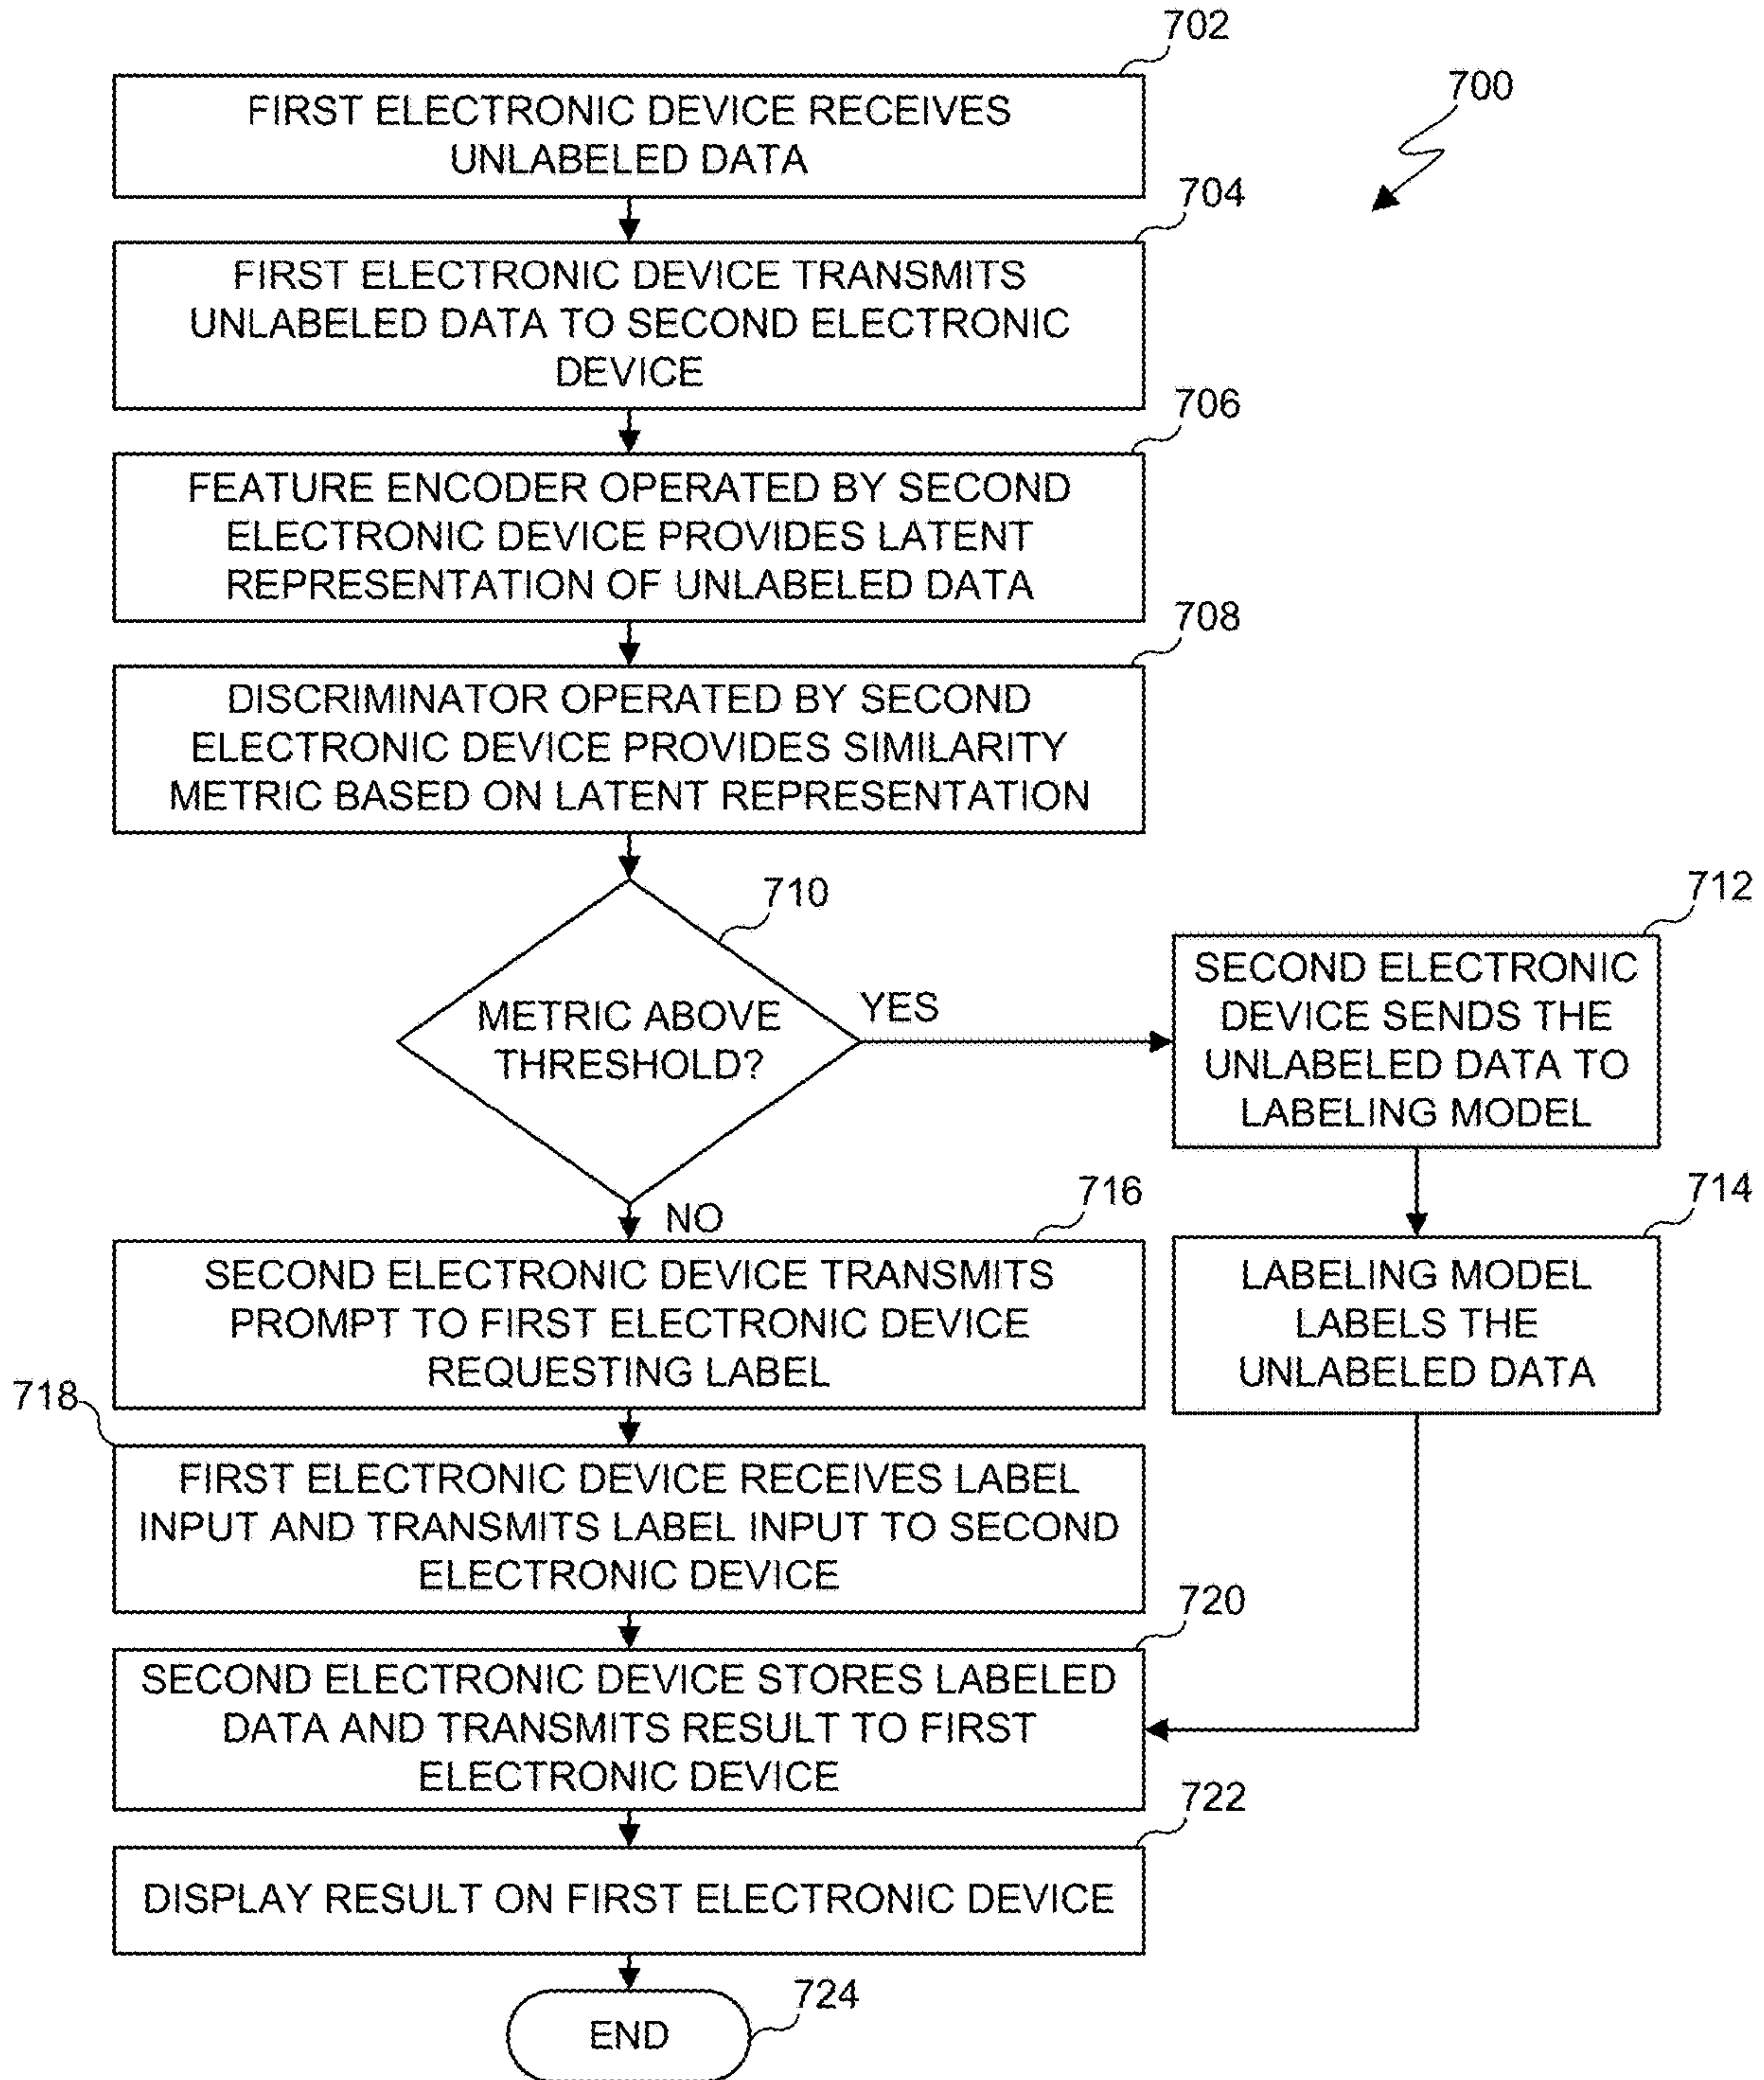 702
700
FIRST ELECTRONIC DEVICE RECEIVES
UNLABELED DATA
704
FIRST ELECTRONIC DEVICE TRANSMITS
UNLABELED DATA TO SECOND ELECTRONIC
DEVICE
706
FEATURE ENCODER OPERATED BY SECOND
ELECTRONIC DEVICE PROVIDES LATENT
REPRESENTATION OF UNLABELED DATA
708
DISCRIMINATOR OPERATED BY SECOND
ELECTRONIC DEVICE PROVIDES SIMILARITY
METRIC BASED ON LATENT REPRESENTATION
710
METRIC ABOVE
THRESHOLD?
YES
712
SECOND ELECTRONIC
DEVICE SENDS THE
UNLABELED DATA TO
LABELING MODEL
714
LABELING MODEL
LABELS THE
UNLABELED DATA
NO
716
SECOND ELECTRONIC DEVICE TRANSMITS
PROMPT TO FIRST ELECTRONIC DEVICE
REQUESTING LABEL
718
FIRST ELECTRONIC DEVICE RECEIVES LABEL
INPUT AND TRANSMITS LABEL INPUT TO SECOND
ELECTRONIC DEVICE
720
SECOND ELECTRONIC DEVICE STORES LABELED
DATA AND TRANSMITS RESULT TO FIRST
ELECTRONIC DEVICE
722
DISPLAY RESULT ON FIRST ELECTRONIC DEVICE
724
END